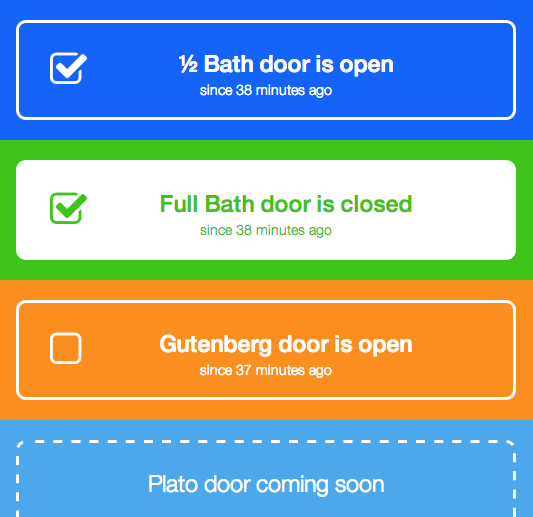 ½ Bath door is open
since 38 minutes ago
Full Bath door is closed
since 38 minutes ago
Gutenberg door is open
since 37 minutes ago
Plato door coming soon